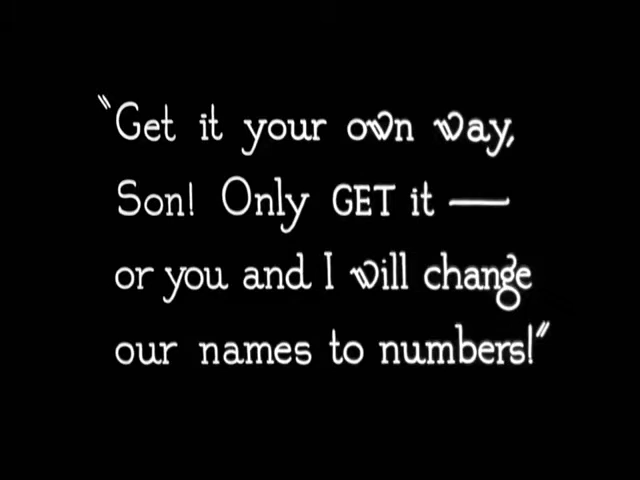 "Get it your own way,
Son! Only GET it —
or you and I will change
our names to numbers!"